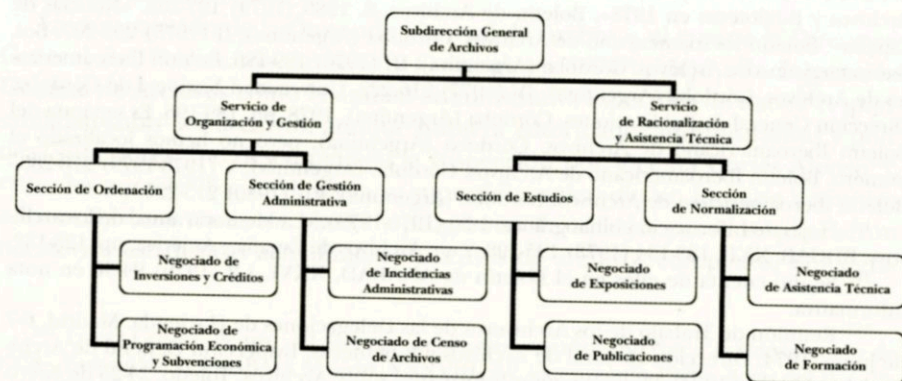 Subdirección General
de Archivos
Servicio de
Organización y Gestión
Servicio
de Racionalización
y Asistencia Técnica
Sección de Ordenación
Sección de Gestión
Administrativa
Sección de Estudios
Sección
de Normalización
Negociado de
Inversiones y Créditos
Negociado
de Incidencias
Administrativas
Negociado
de Exposiciones
Negociado
de Asistencia Técnica
Negociado de
Programación Económica
y Subvenciones
Negociado de Censo
de Archivos
Negociado
de Publicaciones
Negociado
de Formación